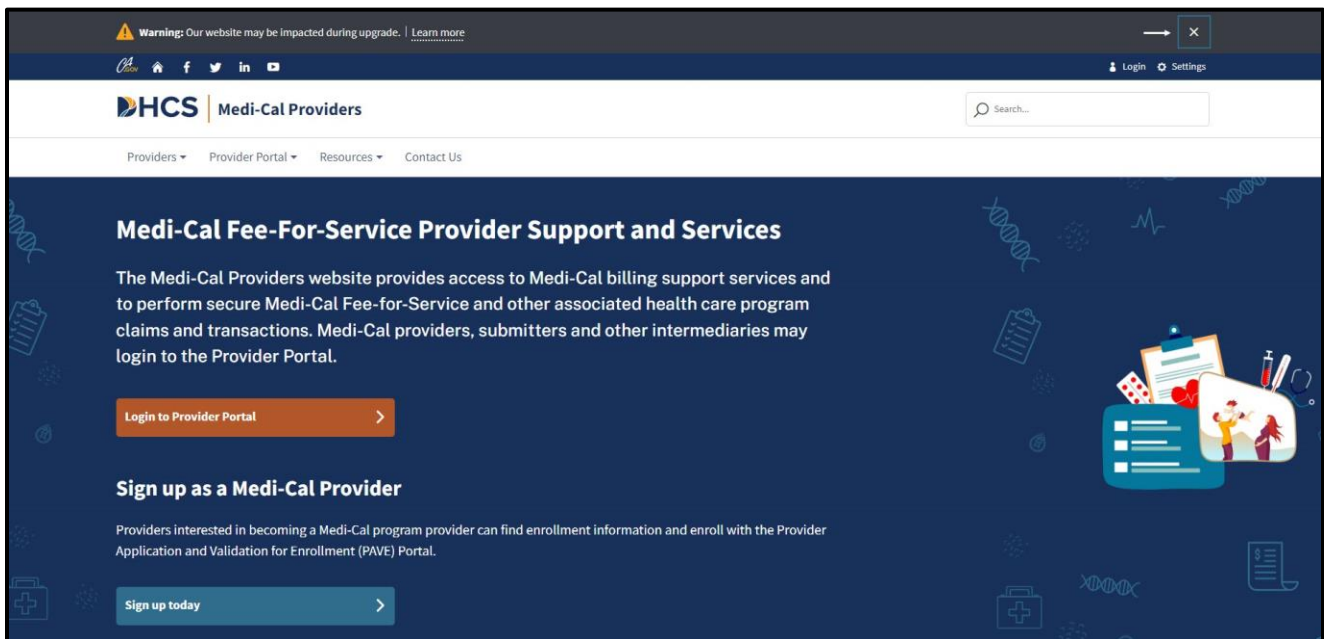 Warning: Our website may be impacted during upgrade. | Learn more
CA.GOV
Login Settings
DHCS | Medi-Cal Providers
Search...
Providers Provider Portal Resources Contact Us
Medi-Cal Fee-For-Service Provider Support and Services
The Medi-Cal Providers website provides access to Medi-Cal billing support services and
to perform secure Medi-Cal Fee-for-Service and other associated health care program
claims and transactions. Medi-Cal providers, submitters and other intermediaries may
login to the Provider Portal.
Login to Provider Portal
Sign up as a Medi-Cal Provider
Providers interested in becoming a Medi-Cal program provider can find enrollment information and enroll with the Provider
Application and Validation for Enrollment (PAVE) Portal.
Sign up today